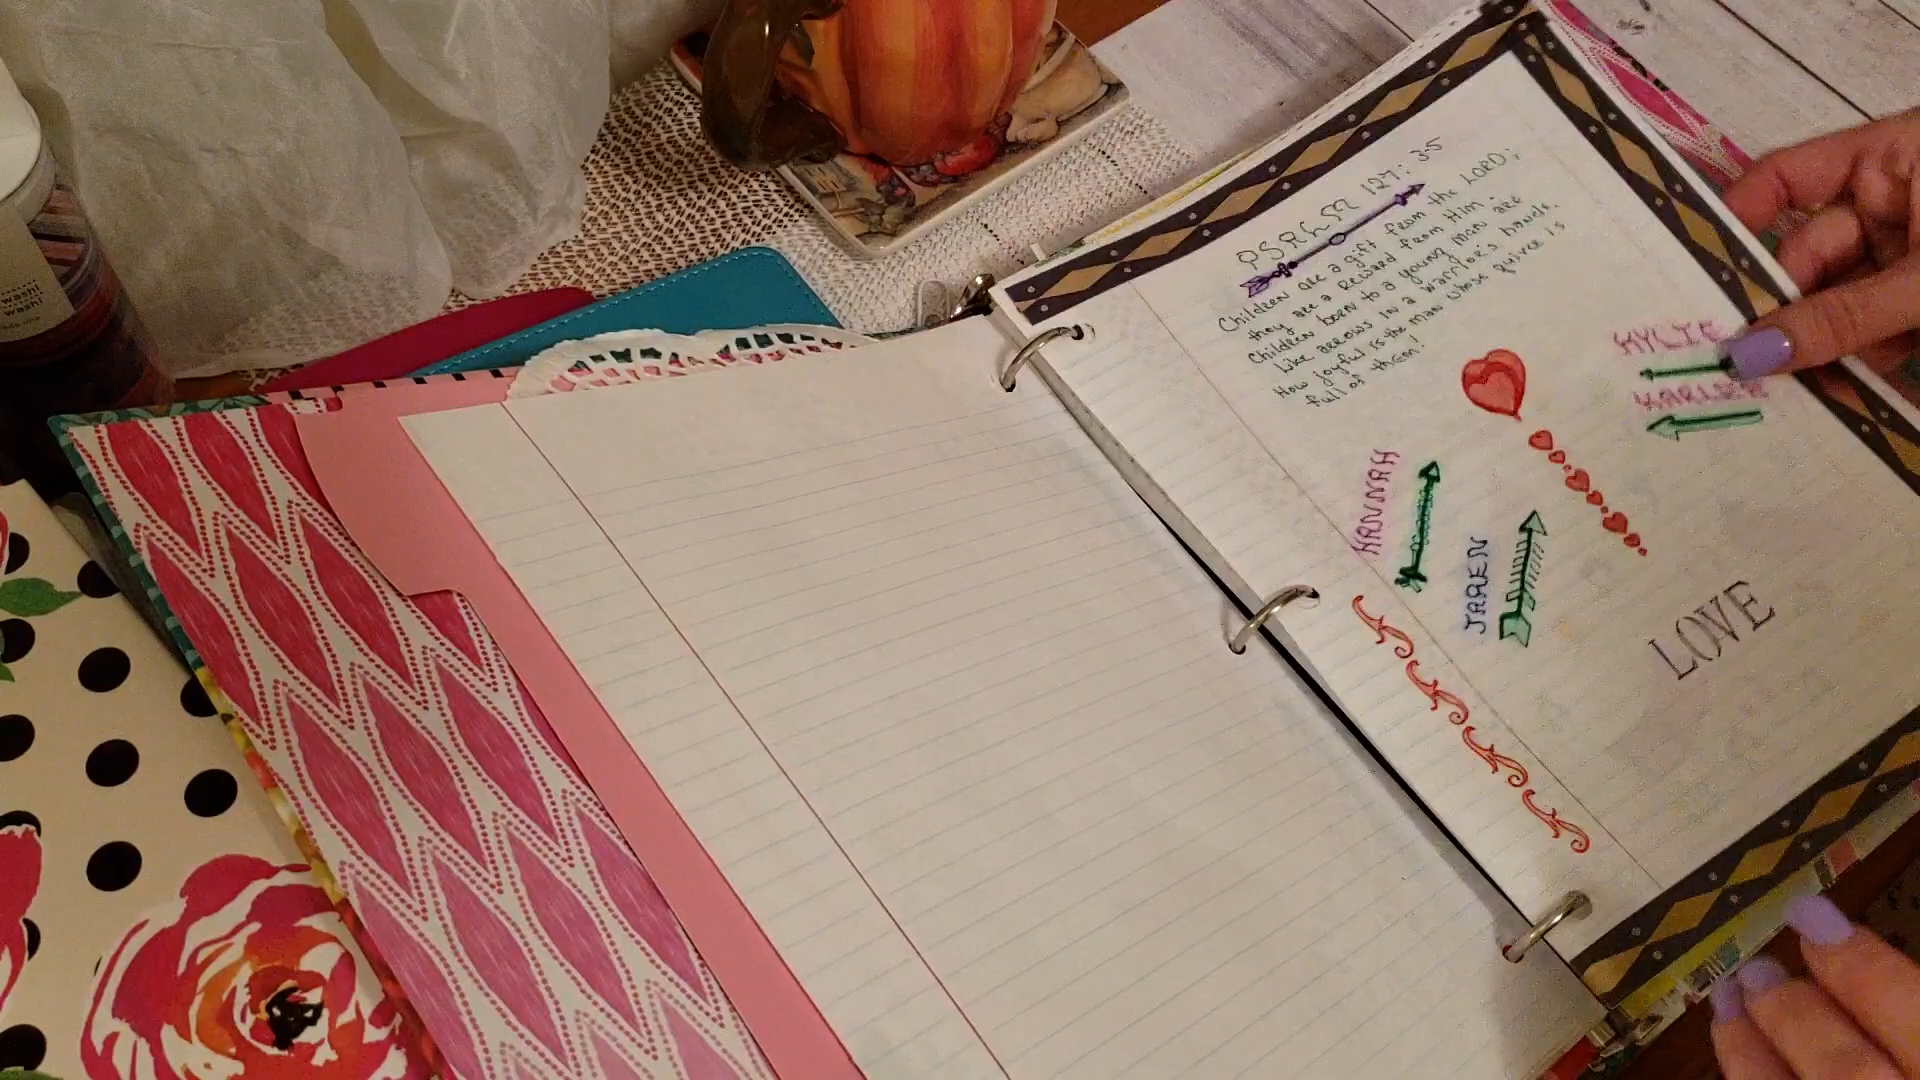 PSALM 127: 3-5
Children are a gift from the LORD;
they are a reward from Him.
Children born to a young man are
like arrows in a warrior's hands.
How joyful is the man whose quiver is
full of them!
KYLIE
HANNAH
JAREN
LOVE
washi
washi